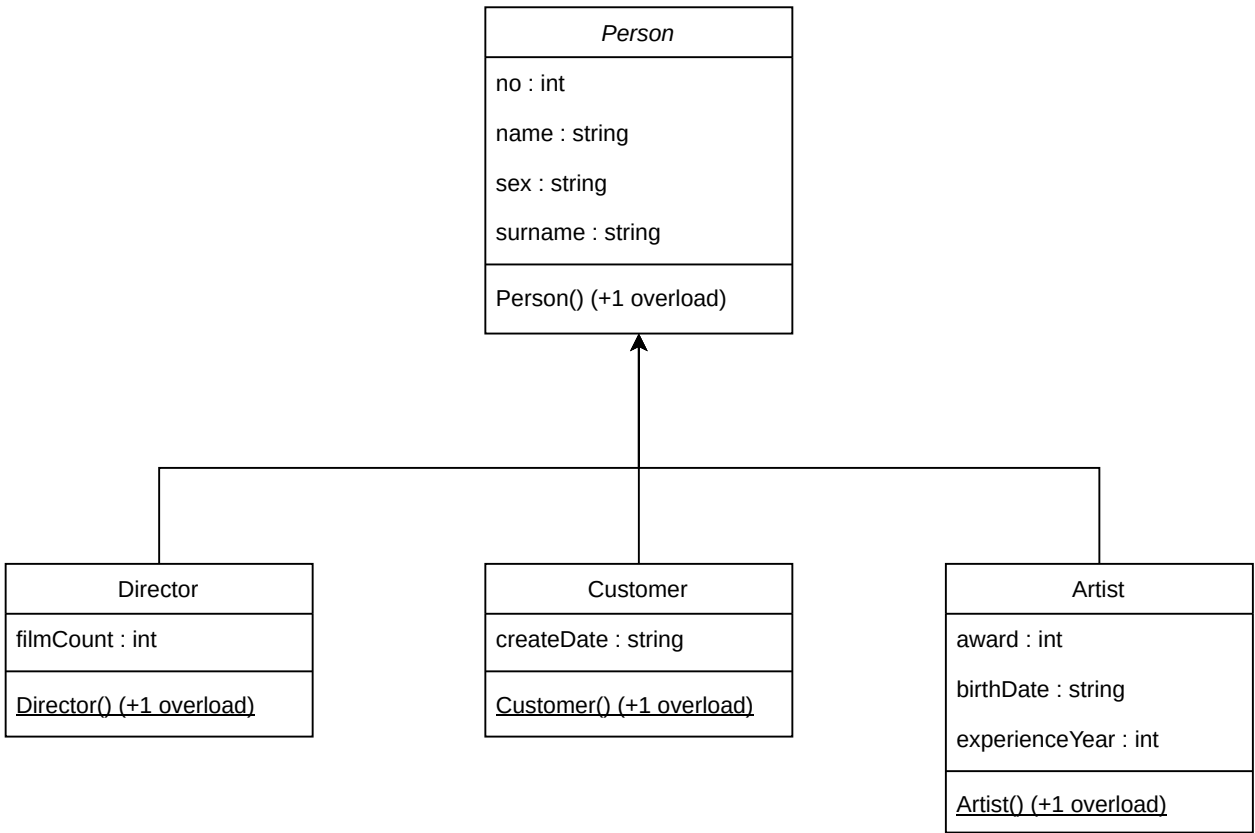 Person
no : int
name : string
sex : string
surname : string
Person() (+1 overload)
Director
filmCount : int
Director() (+1 overload)
Customer
createDate : string
Customer() (+1 overload)
Artist
award : int
birthDate : string
experienceYear : int
Artist() (+1 overload)